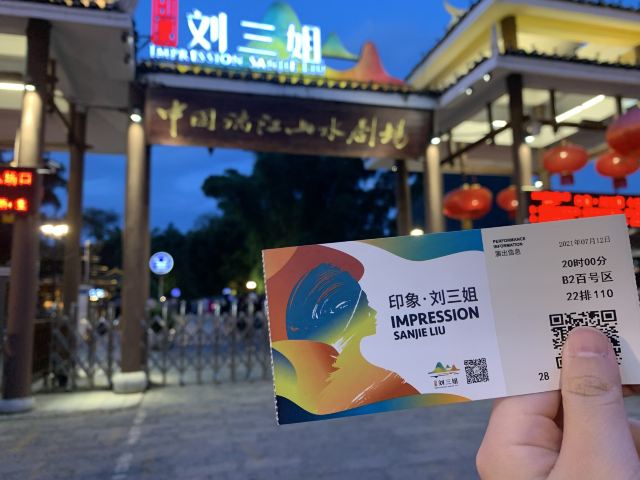 印象
刘三姐
IMPRESSION SANJIE LIU
中国漓江山水剧场
PERFORMANCE
INFORMATION
演出信息
2021年07月12日
20时00分
B2百号区
22排110
28
印象·刘三姐
IMPRESSION
SANJIE LIU
刘三姐